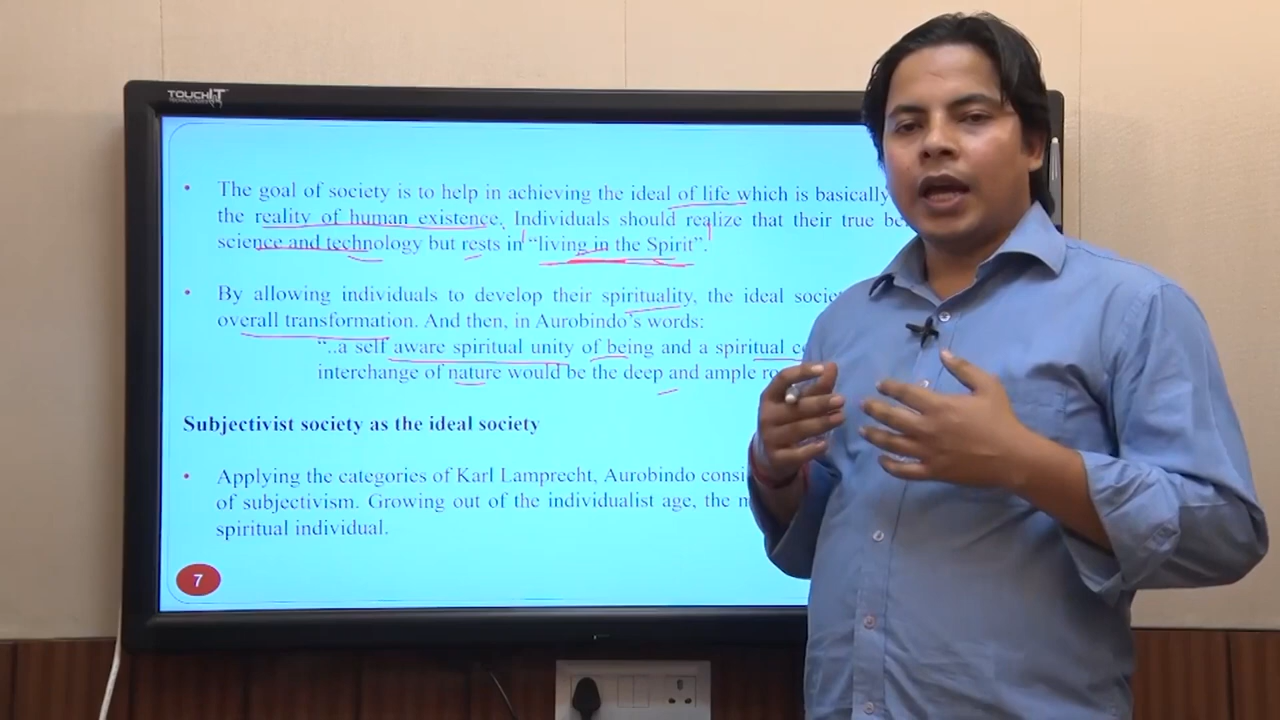 TOUCHIT
• The goal of society is to help in achieving the ideal of life which is basically
the reality of human existence. Individuals should realize that their true
science and technology but rests in “living in the Spirit”.
• By allowing individuals to develop their spirituality, the ideal
overall transformation. And then, in Aurobindo’s words:
“..a self aware spiritual unity of being and a spiritual
interchange of nature would be the deep and ample
Subjectivist society as the ideal society
• Applying the categories of Karl Lamprecht, Aurobindo
of subjectivism. Growing out of the individualist age, the
spiritual individual.
7